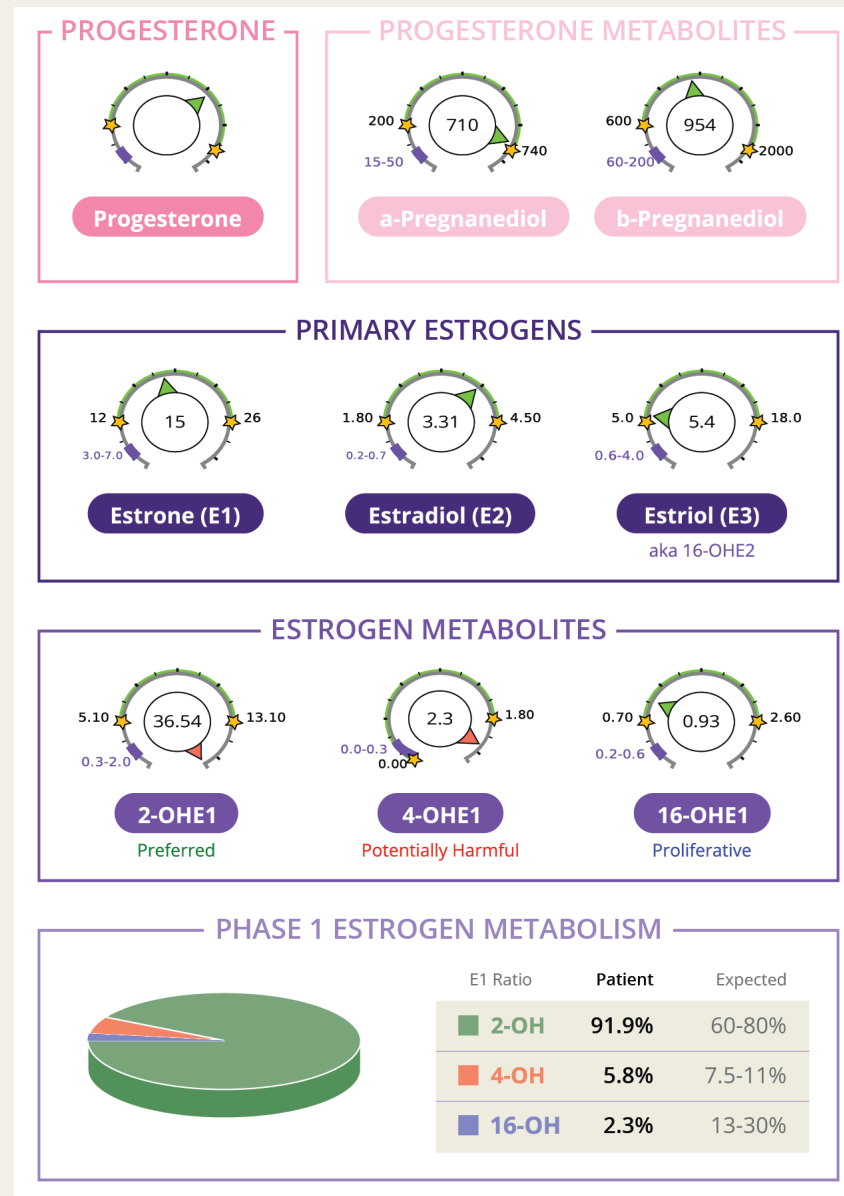 PROGESTERONE
Progesterone
PROGESTERONE METABOLITES
200
710
740
15-50
a-Pregnanediol
600
954
2000
60-200
b-Pregnanediol
PRIMARY ESTROGENS
12
15
26
3.0-7.0
Estrone (E1)
1.80
3.31
4.50
0.2-0.7
Estradiol (E2)
5.0
5.4
18.0
0.6-4.0
Estriol (E3)
aka 16-OHE2
ESTROGEN METABOLITES
5.10
36.54
13.10
0.3-2.0
2-OHE1
Preferred
2.3
1.80
0.0-0.3
0.00
4-OHE1
Potentially Harmful
0.70
0.93
2.60
0.2-0.6
16-OHE1
Proliferative
PHASE 1 ESTROGEN METABOLISM
E1 Ratio Patient Expected
2-OH 91.9% 60-80%
4-OH 5.8% 7.5-11%
16-OH 2.3% 13-30%